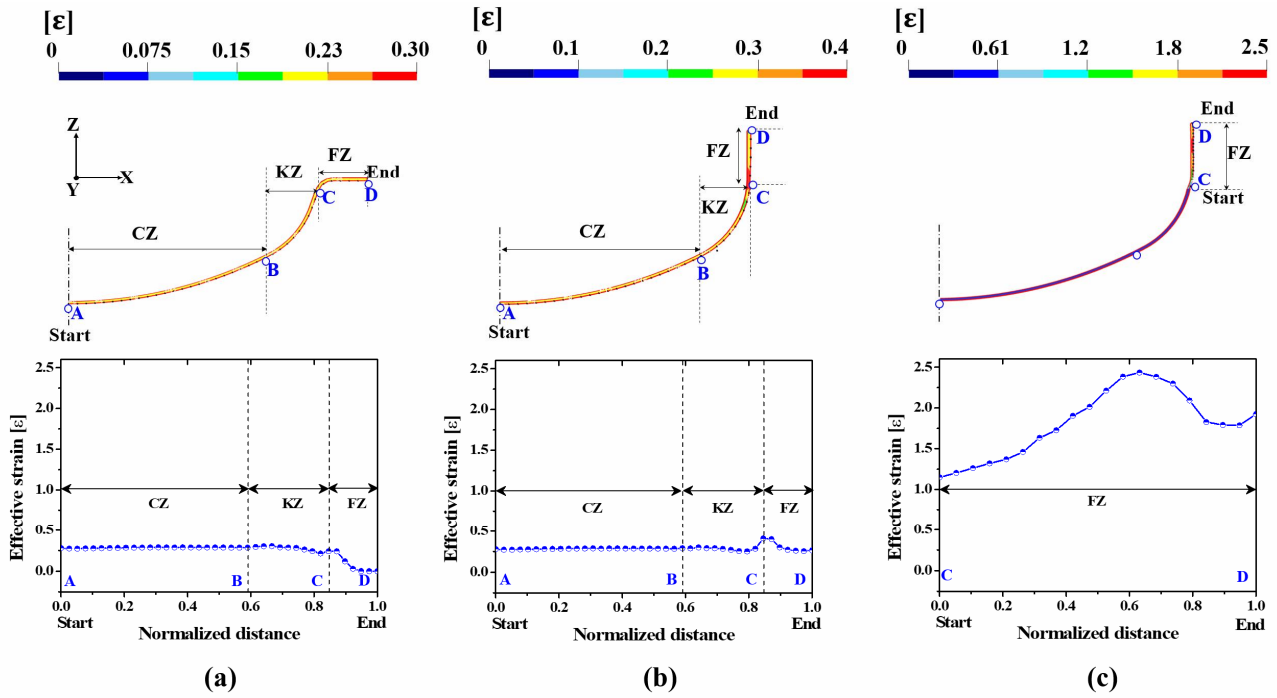 [ε]
0 0.075 0.15 0.23 0.30
Z
Y X
FZ
KZ
End
C D
CZ
B
A
Start
2.5
2.0
1.5
1.0
0.5
0.0
Effective strain [ε]
CZ KZ FZ
A B C D
0.0 0.2 0.4 0.6 0.8 1.0
Start Normalized distance End
(a)
[ε]
0 0.1 0.2 0.3 0.4
End
D
FZ
C
KZ
CZ
B
A
Start
2.5
2.0
1.5
1.0
0.5
0.0
Effective strain [ε]
CZ KZ FZ
A B C D
0.0 0.2 0.4 0.6 0.8 1.0
Start Normalized distance End
(b)
[ε]
0 0.61 1.2 1.8 2.5
End
D
FZ
C
Start
2.5
2.0
1.5
1.0
0.5
0.0
Effective strain [ε]
FZ
C D
0.0 0.2 0.4 0.6 0.8 1.0
Start Normalized distance End
(c)